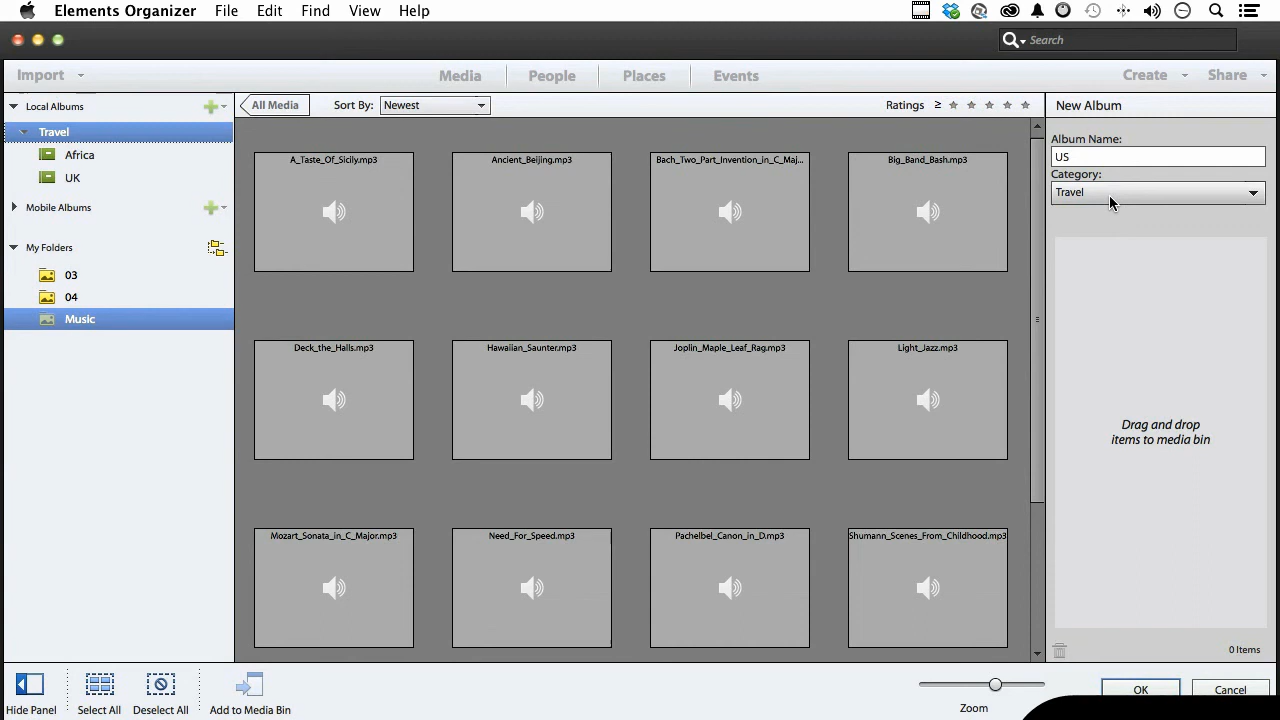 Elements Organizer File Edit Find View Help
Search
Import Media People Places Events Create Share
Local Albums
Travel
Africa
UK
Mobile Albums
My Folders
03
04
Music
All Media Sort By: Newest Ratings ≥
A_Taste_Of_Sicily.mp3 Ancient_Beijing.mp3 Bach_Two_Part_Invention_in_C_Maj... Big_Band_Bash.mp3
Deck_the_Halls.mp3 Hawaiian_Saunter.mp3 Joplin_Maple_Leaf_Rag.mp3 Light_Jazz.mp3
Mozart_Sonata_in_C_Major.mp3 Need_For_Speed.mp3 Pachelbel_Canon_in_D.mp3 Shumann_Scenes_From_Childhood.mp3
New Album
Album Name:
US
Category:
Travel
Drag and drop
items to media bin
0 Items
OK Cancel
Hide Panel Select All Deselect All Add to Media Bin Zoom